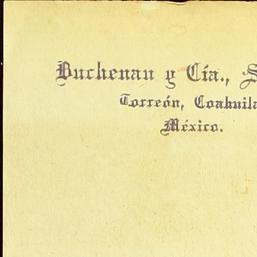 Buchenau y Cía., S
Torreón, Coahuila
México.